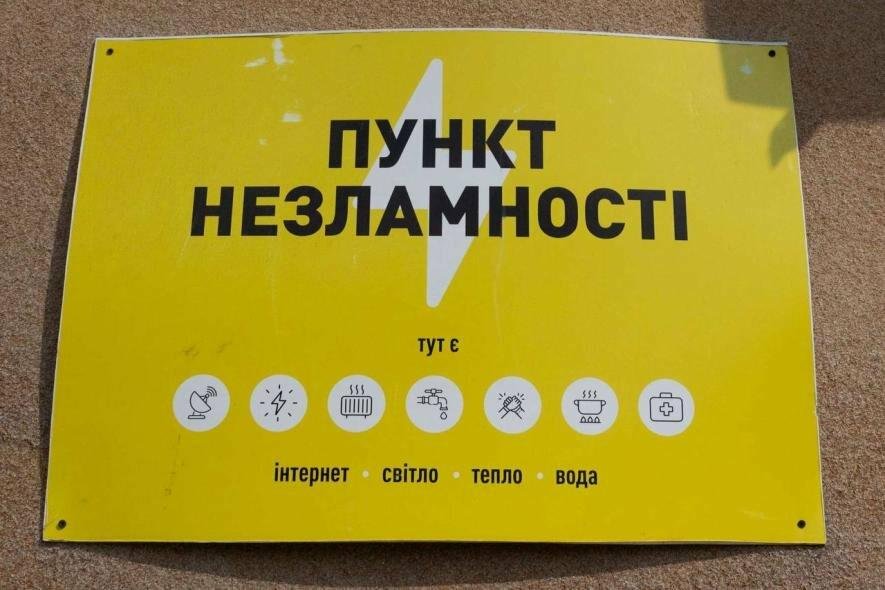 ПУНКТ
НЕЗЛАМНОСТІ
тут є
інтернет • світло • тепло • вода